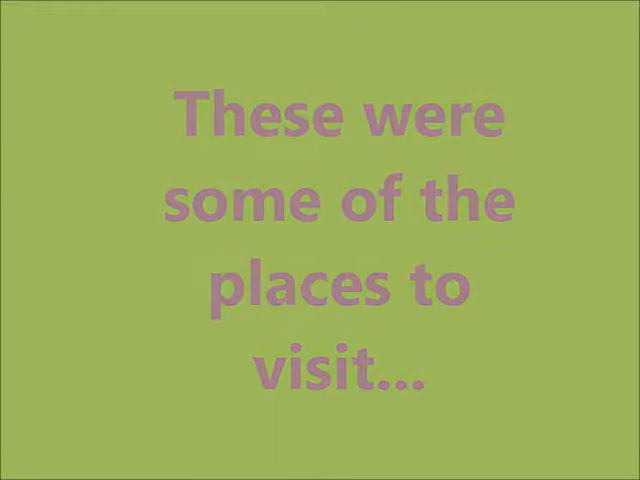 These were
some of the
places to
visit...